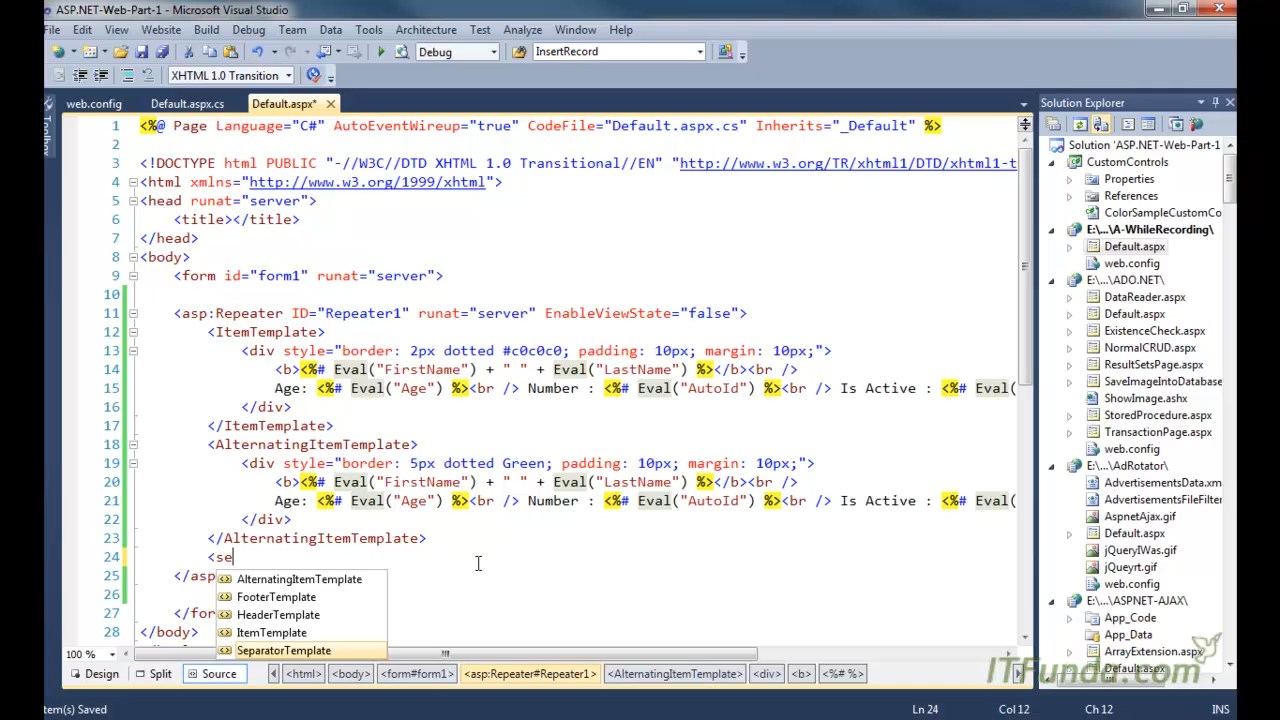 ASP.NET-Web-Part-1 - Microsoft Visual Studio
File Edit View Website Build Debug Team Data Tools Architecture Test Analyze Window Help
Debug InsertRecord
XHTML 1.0 Transition
web.config Default.aspx.cs Default.aspx*
Solution Explorer
1 <%@ Page Language="C#" AutoEventWireup="true" CodeFile="Default.aspx.cs" Inherits="_Default" %>
2
3 <!DOCTYPE html PUBLIC "-//W3C//DTD XHTML 1.0 Transitional//EN" "http://www.w3.org/TR/xhtml1/DTD/xhtml1-t
4 <html xmlns="http://www.w3.org/1999/xhtml">
5 <head runat="server">
6 <title></title>
7 </head>
8 <body>
9 <form id="form1" runat="server">
10
11 <asp:Repeater ID="Repeater1" runat="server" EnableViewState="false">
12 <ItemTemplate>
13 <div style="border: 2px dotted #c0c0c0; padding: 10px; margin: 10px;">
14 <b><%# Eval("FirstName") + " " + Eval("LastName") %></b><br />
15 Age: <%# Eval("Age") %><br /> Number : <%# Eval("AutoId") %><br /> Is Active : <%# Eval(
16 </div>
17 </ItemTemplate>
18 <AlternatingItemTemplate>
19 <div style="border: 5px dotted Green; padding: 10px; margin: 10px;">
20 <b><%# Eval("FirstName") + " " + Eval("LastName") %></b><br />
21 Age: <%# Eval("Age") %><br /> Number : <%# Eval("AutoId") %><br /> Is Active : <%# Eval(
22 </div>
23 </AlternatingItemTemplate>
24 <se
25 </asp
26
27 </for
28 </body>
AlternatingItemTemplate
FooterTemplate
HeaderTemplate
ItemTemplate
SeparatorTemplate
Toolbox
Solution 'ASP.NET-Web-Part-1
CustomControls
Properties
References
ColorSampleCustomCo
E:\...\A-WhileRecording\
Default.aspx
web.config
E:\...\ADO.NET\
DataReader.aspx
Default.aspx
ExistenceCheck.aspx
NormalCRUD.aspx
ResultSetsPage.aspx
SaveImageIntoDatabase
ShowImage.ashx
StoredProcedure.aspx
TransactionPage.aspx
web.config
E:\...\AdRotator\
AdvertisementsData.xm
AdvertisementsFileFilter
AspnetAjax.gif
Default.aspx
jQueryIWas.gif
jQueyrt.gif
web.config
E:\...\ASPNET-AJAX\
App_Code
App_Data
ArrayExtension.aspx
Default.aspx
100 %
Design Split Source <html> <body> <form#form1> <asp:Repeater#Repeater1> <AlternatingItemTemplate> <div> <b> <%# %>
ITFunda.com
Item(s) Saved Ln 24 Col 12 Ch 12 INS